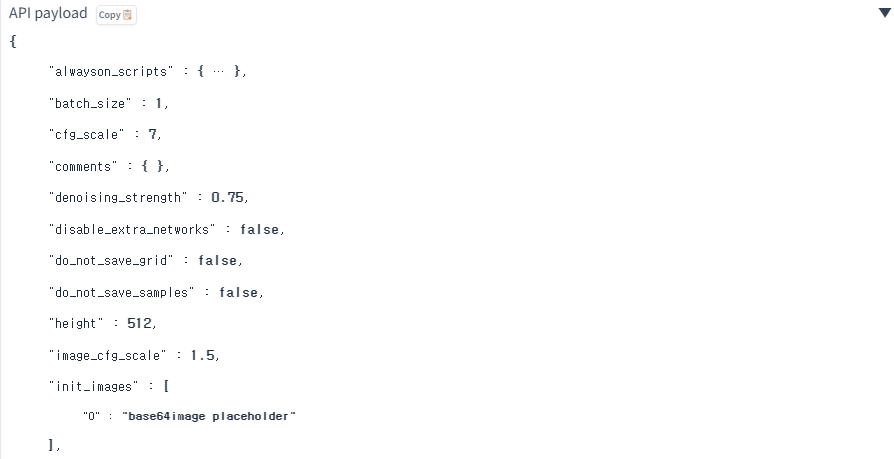 API payload Copy📋 ▼
{
"alwayson_scripts" : { ··· },
"batch_size" : 1,
"cfg_scale" : 7,
"comments" : { },
"denoising_strength" : 0.75,
"disable_extra_networks" : false,
"do_not_save_grid" : false,
"do_not_save_samples" : false,
"height" : 512,
"image_cfg_scale" : 1.5,
"init_images" : [
"0" : "base64image placeholder"
],